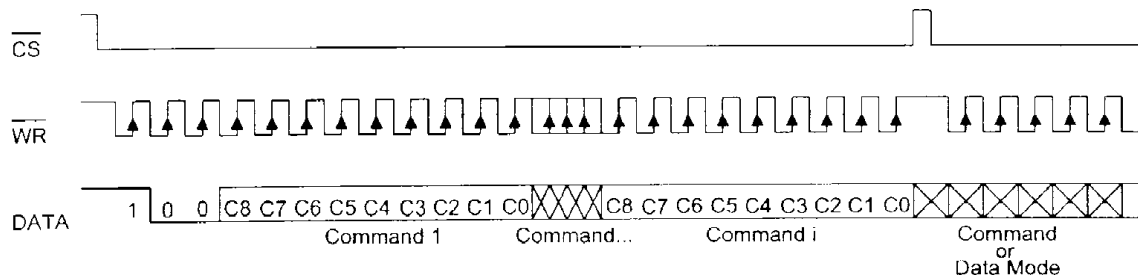 CS
WR
DATA 1 0 0 C8 C7 C6 C5 C4 C3 C2 C1 C0 C8 C7 C6 C5 C4 C3 C2 C1 C0
Command 1 Command... Command i Command
or
Data Mode